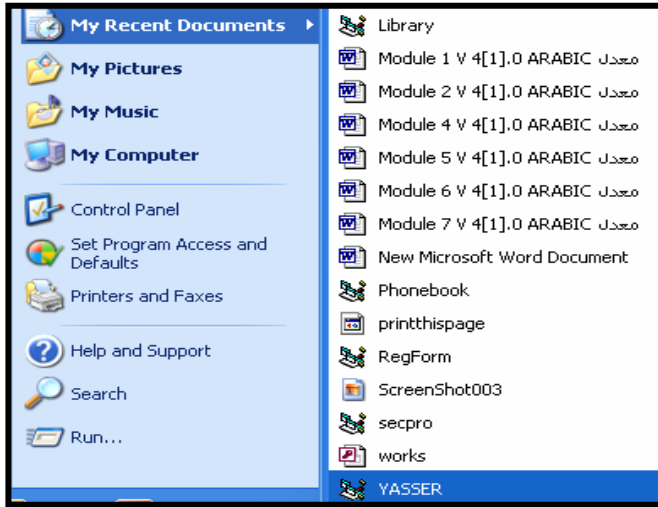 My Recent Documents
My Pictures
My Music
My Computer
Control Panel
Set Program Access and
Defaults
Printers and Faxes
Help and Support
Search
Run...
Library
Module 1 V 4[1].0 ARABIC معدل
Module 2 V 4[1].0 ARABIC معدل
Module 4 V 4[1].0 ARABIC معدل
Module 5 V 4[1].0 ARABIC معدل
Module 6 V 4[1].0 ARABIC معدل
Module 7 V 4[1].0 ARABIC معدل
New Microsoft Word Document
Phonebook
printthispage
RegForm
ScreenShot003
secpro
works
YASSER